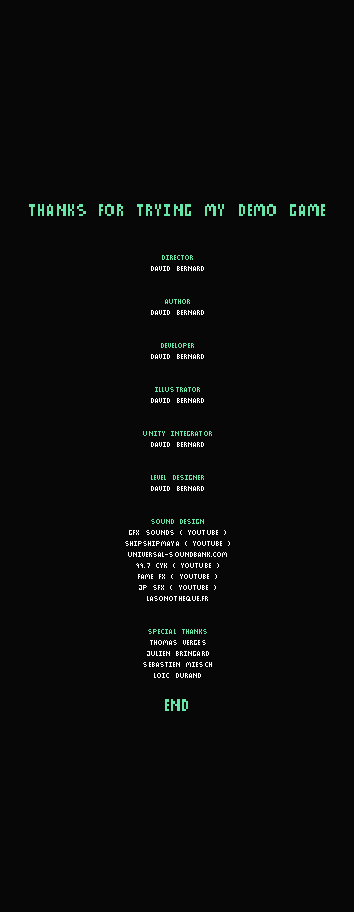 THANKS FOR TRYING MY DEMO GAME
DIRECTOR
DAVID BERNARD
AUTHOR
DAVID BERNARD
DEVELOPER
DAVID BERNARD
ILLUSTRATOR
DAVID BERNARD
UNITY INTEGRATOR
DAVID BERNARD
LEVEL DESIGNER
DAVID BERNARD
SOUND DESIGN
GFX SOUNDS ( YOUTUBE )
SHIPSHIPMAYA ( YOUTUBE )
UNIVERSAL-SOUNDBANK.COM
99.7 CYK ( YOUTUBE )
FAME FX ( YOUTUBE )
JP SFX ( YOUTUBE )
LASONOTHEQUE.FR
SPECIAL THANKS
THOMAS VERGES
JULIEN BRINGARD
SEBASTIEN MIESCH
LOIC DURAND
END